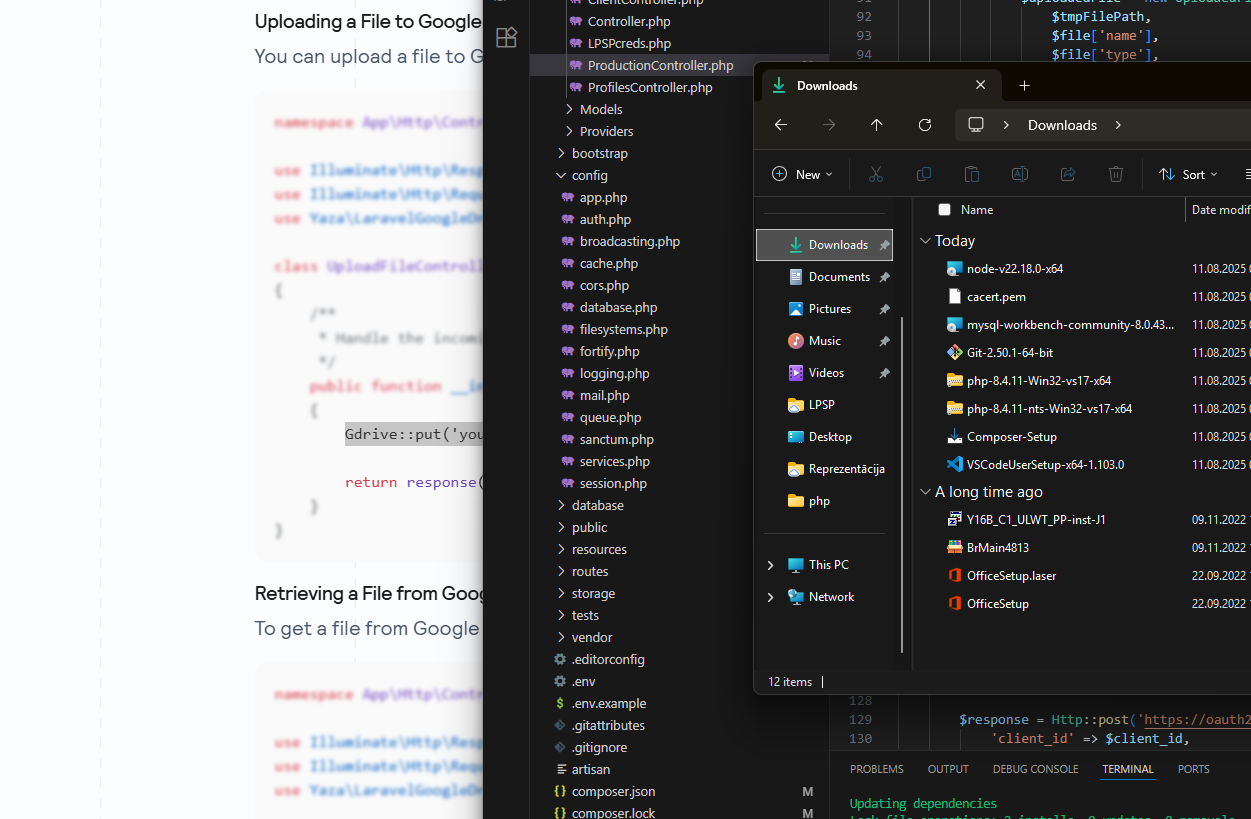 Uploading a File to Google
You can upload a file to G
namespace App\Http\Contr
use Illuminate\Http\Resp
use Illuminate\Http\Requ
use Yaza\LaravelGoogleDr
class UploadFileControll
{
/**
* Handle the incomi
*/
public function __in
{
Gdrive::put('you
return response(
}
}
Retrieving a File from Goog
To get a file from Google
namespace App\Http\Contr
use Illuminate\Http\Resp
use Illuminate\Http\Requ
use Yaza\LaravelGoogleDr
ClientController.php
Controller.php
LPSPcreds.php
ProductionController.php
ProfilesController.php
Models
Providers
bootstrap
config
app.php
auth.php
broadcasting.php
cache.php
cors.php
database.php
filesystems.php
fortify.php
logging.php
mail.php
queue.php
sanctum.php
services.php
session.php
database
public
resources
routes
storage
tests
vendor
.editorconfig
.env
$ .env.example
.gitattributes
.gitignore
artisan
{} composer.json M
{} composer.lock M
92 $tmpFilePath,
93 $file['name'],
94 $file['type'],
Downloads
Downloads
New
Sort
Downloads
Documents
Pictures
Music
Videos
LPSP
Desktop
Reprezentācija
php
This PC
Network
Name Date modif
Today
node-v22.18.0-x64 11.08.2025
cacert.pem 11.08.2025
mysql-workbench-community-8.0.43... 11.08.2025
Git-2.50.1-64-bit 11.08.2025
php-8.4.11-Win32-vs17-x64 11.08.2025
php-8.4.11-nts-Win32-vs17-x64 11.08.2025
Composer-Setup 11.08.2025
VSCodeUserSetup-x64-1.103.0 11.08.2025
A long time ago
Y16B_C1_ULWT_PP-inst-J1 09.11.2022
BrMain4813 09.11.2022
OfficeSetup.laser 22.09.2022
OfficeSetup 22.09.2022
12 items
128
129 $response = Http::post('https://oauth2
130 'client_id' => $client_id,
PROBLEMS OUTPUT DEBUG CONSOLE TERMINAL PORTS
Updating dependencies